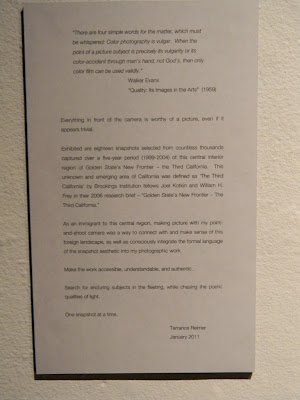 "There are four simple words for the matter, which must
be whispered: Color photography is vulgar. When the
point of a picture subject is precisely its vulgarity or its
color-accident through man's hand, not God's, then only
color film can be used validly."
Walker Evans
"Quality: Its Images in the Arts" (1969)
Everything in front of the camera is worthy of a picture, even if it
appears trivial.
Exhibited are eighteen snapshots selected from countless thousands
captured over a five-year period (1999-2004) of this central interior
region of Golden State's New Frontier – the Third California. This
unknown and emerging area of California was defined as 'The Third
California' by Brookings Institution fellows Joel Kotkin and William H.
Frey in their 2006 research brief – "Golden State's New Frontier - The
Third California."
As an immigrant to this central region, making picture with my point-
and-shoot camera was a way to connect with and make sense of this
foreign landscape, as well as consciously integrate the formal language
of the snapshot aesthetic into my photographic work.
Make the work accessible, understandable, and authentic.
Search for enduring subjects in the fleeting, while chasing the poetic
qualities of light.
One snapshot at a time.
Terrance Reimer
January 2011